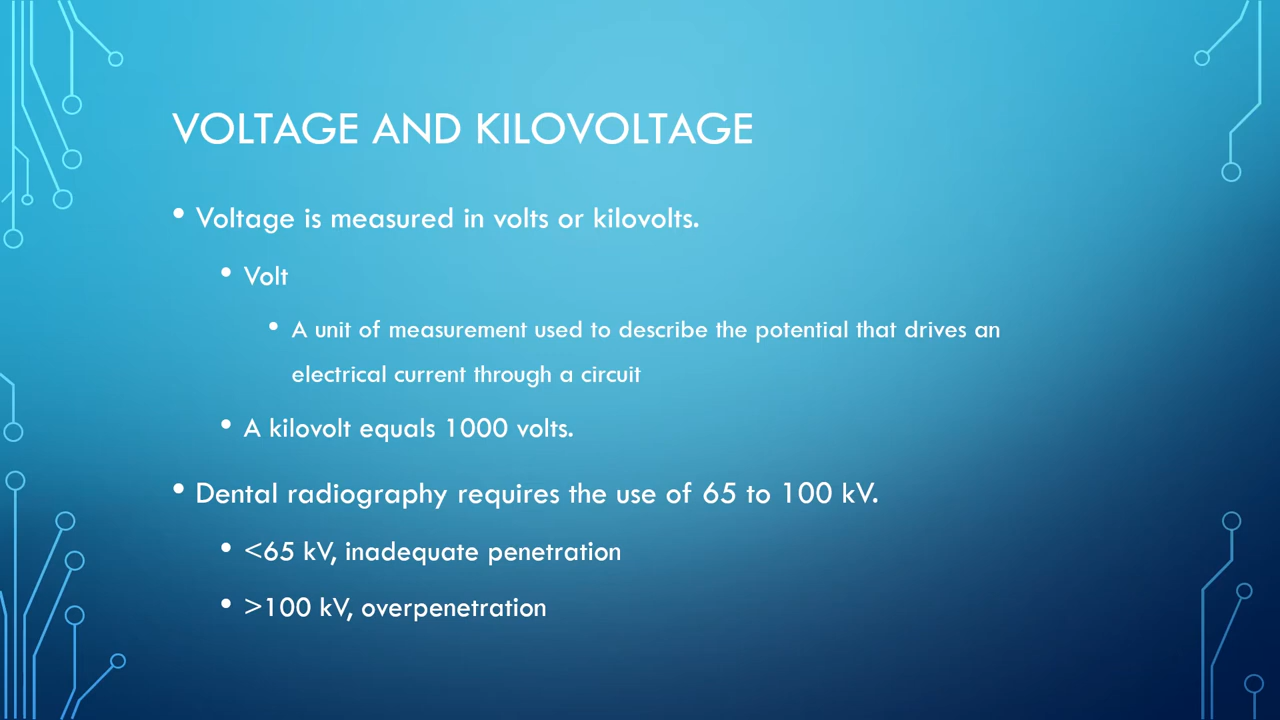 VOLTAGE AND KILOVOLTAGE
• Voltage is measured in volts or kilovolts.
• Volt
• A unit of measurement used to describe the potential that drives an
electrical current through a circuit
• A kilovolt equals 1000 volts.
• Dental radiography requires the use of 65 to 100 kV.
• <65 kV, inadequate penetration
• >100 kV, overpenetration